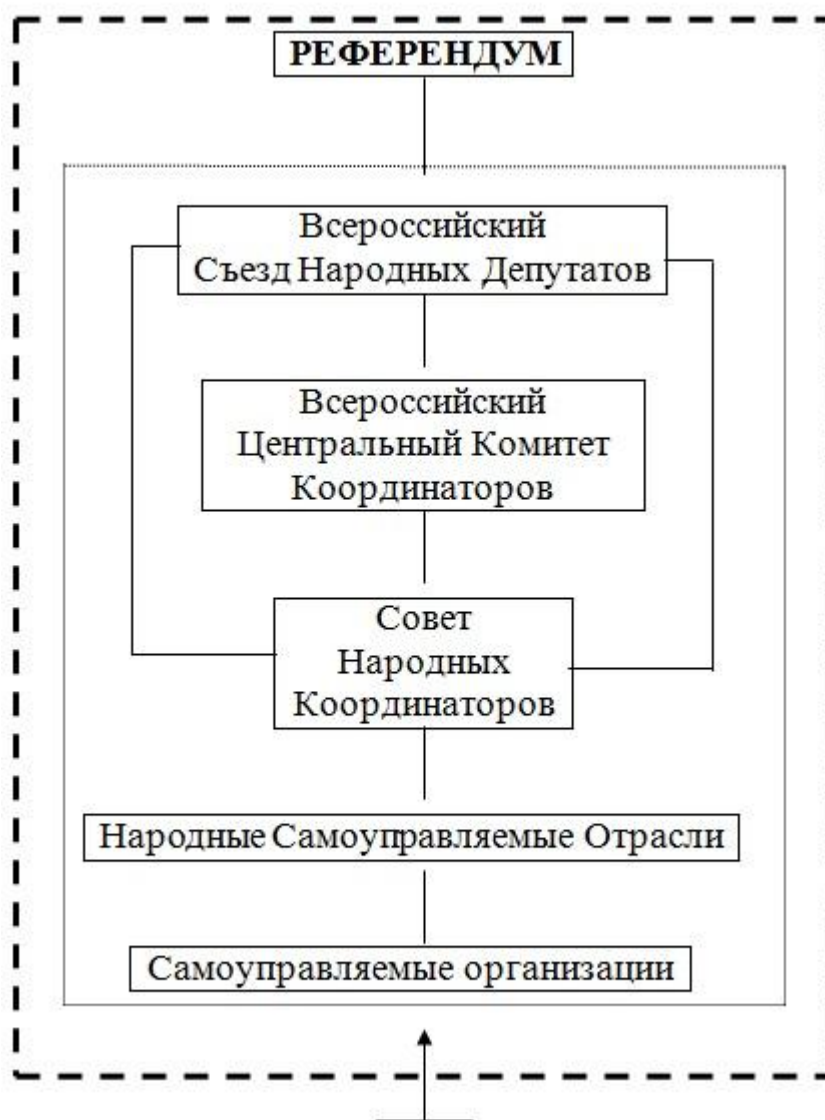 РЕФЕРЕНДУМ
Всероссийский
Съезд Народных Депутатов
Всероссийский
Центральный Комитет
Координаторов
Совет
Народных
Координаторов
Народные Самоуправляемые Отрасли
Самоуправляемые организации